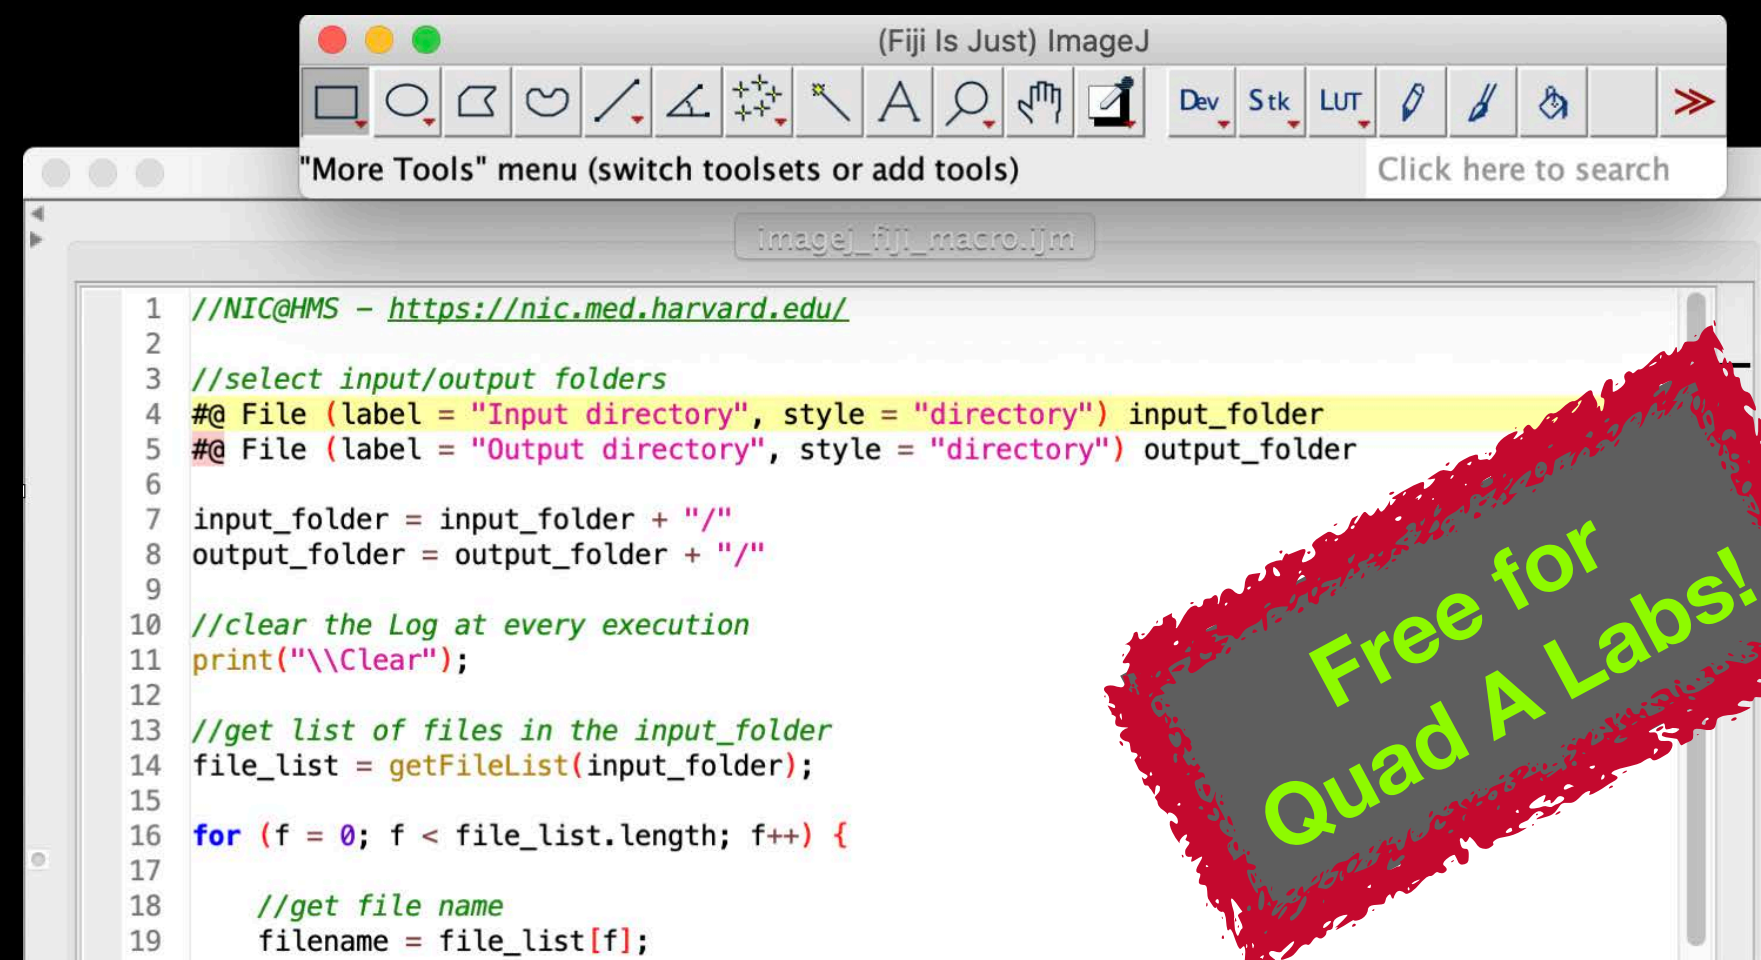 (Fiji Is Just) ImageJ
Dev Stk LUT
"More Tools" menu (switch toolsets or add tools)
Click here to search
imagej_fiji_macro.ijm
1 //NIC@HMS – https://nic.med.harvard.edu/
2
3 //select input/output folders
4 #@ File (label = "Input directory", style = "directory") input_folder
5 #@ File (label = "Output directory", style = "directory") output_folder
6
7 input_folder = input_folder + "/"
8 output_folder = output_folder + "/"
9
10 //clear the Log at every execution
11 print("\\Clear");
12
13 //get list of files in the input_folder
14 file_list = getFileList(input_folder);
15
16 for (f = 0; f < file_list.length; f++) {
17
18 //get file name
19 filename = file_list[f];
Free for
Quad A Labs!